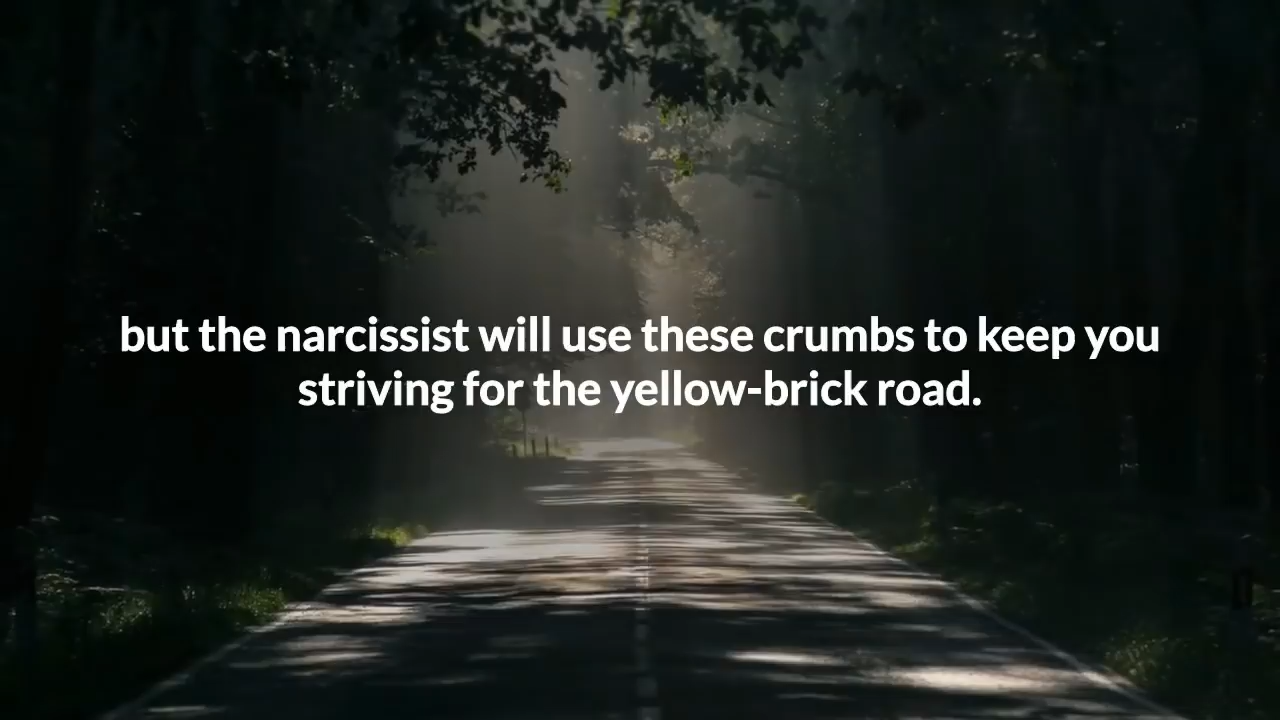 but the narcissist will use these crumbs to keep you
striving for the yellow-brick road.